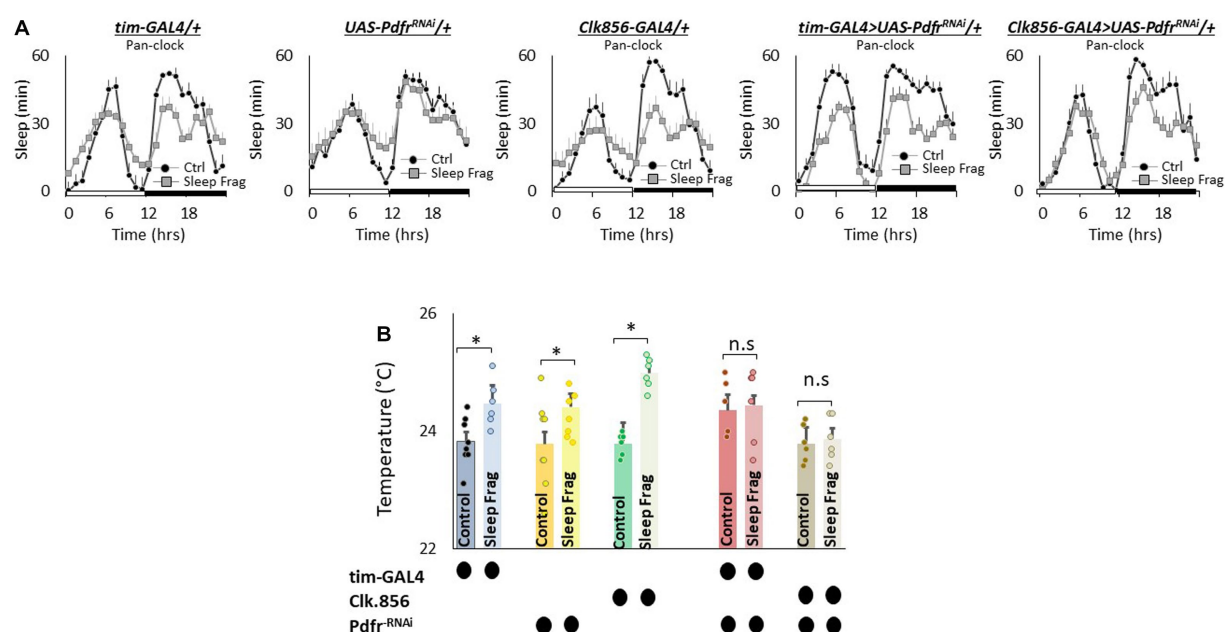 A
tim-GAL4/+ UAS-Pdfr^RNAi/+ Clk856-GAL4/+ tim-GAL4>UAS-Pdfr^RNAi/+ Clk856-GAL4>UAS-Pdfr^RNAi/+
Pan-clock Pan-clock Pan-clock Pan-clock
60 60 60 60 60
Sleep (min) Sleep (min) Sleep (min) Sleep (min) Sleep (min)
30 30 30 30 30
Ctrl Ctrl Ctrl Ctrl Ctrl
Sleep Frag Sleep Frag Sleep Frag Sleep Frag Sleep Frag
0 0 0 0 0
0 6 12 18 0 6 12 18 0 6 12 18 0 6 12 18 0 6 12 18
Time (hrs) Time (hrs) Time (hrs) Time (hrs) Time (hrs)
B
26
* * * n.s n.s
Temperature (°C)
24
Control Sleep Frag Control Sleep Frag Control Sleep Frag Control Sleep Frag Control Sleep Frag
22
tim-GAL4
Clk.856
Pdfr^-RNAi